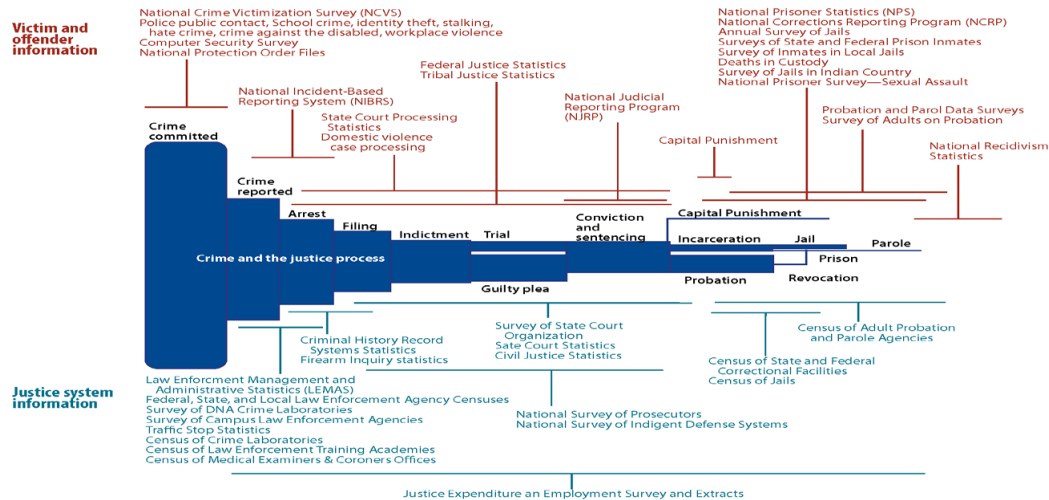 Victim and
offender
information
National Crime Victimization Survey (NCVS)
Police public contact, School crime, identity theft, stalking,
hate crime, crime against the disabled, workplace violence
Computer Security Survey
National Protection Order Files
National Incident-Based
Reporting System (NIBRS)
State Court Processing
Statistics
Domestic violence
case processing
Federal Justice Statistics
Tribal Justice Statistics
National Judicial
Reporting Program
(NJRP)
Capital Punishment
National Prisoner Statistics (NPS)
National Corrections Reporting Program (NCRP)
Annual Survey of Jails
Surveys of State and Federal Prison Inmates
Survey of Inmates in Local Jails
Deaths in Custody
Survey of Jails in Indian Country
National Prisoner Survey—Sexual Assault
Probation and Parol Data Surveys
Survey of Adults on Probation
National Recidivism
Statistics
Crime
committed
Crime
reported
Arrest
Filing
Indictment
Trial
Guilty plea
Conviction
and
sentencing
Capital Punishment
Incarceration
Jail
Parole
Prison
Probation
Revocation
Crime and the justice process
Justice system
information
Law Enforcment Management and
Administrative Statistics (LEMAS)
Federal, State, and Local Law Enforcement Agency Censuses
Survey of DNA Crime Laboratories
Survey of Campus Law Enforcement Agencies
Traffic Stop Statistics
Census of Crime Laboratories
Census of Law Enforcement Training Academies
Census of Medical Examiners & Coroners Offices
Criminal History Record
Systems Statistics
Firearm Inquiry statistics
Survey of State Court
Organization
Sate Court Statistics
Civil Justice Statistics
National Survey of Prosecutors
National Survey of Indigent Defense Systems
Census of State and Federal
Correctional Facilities
Census of Jails
Census of Adult Probation
and Parole Agencies
Justice Expenditure an Employment Survey and Extracts